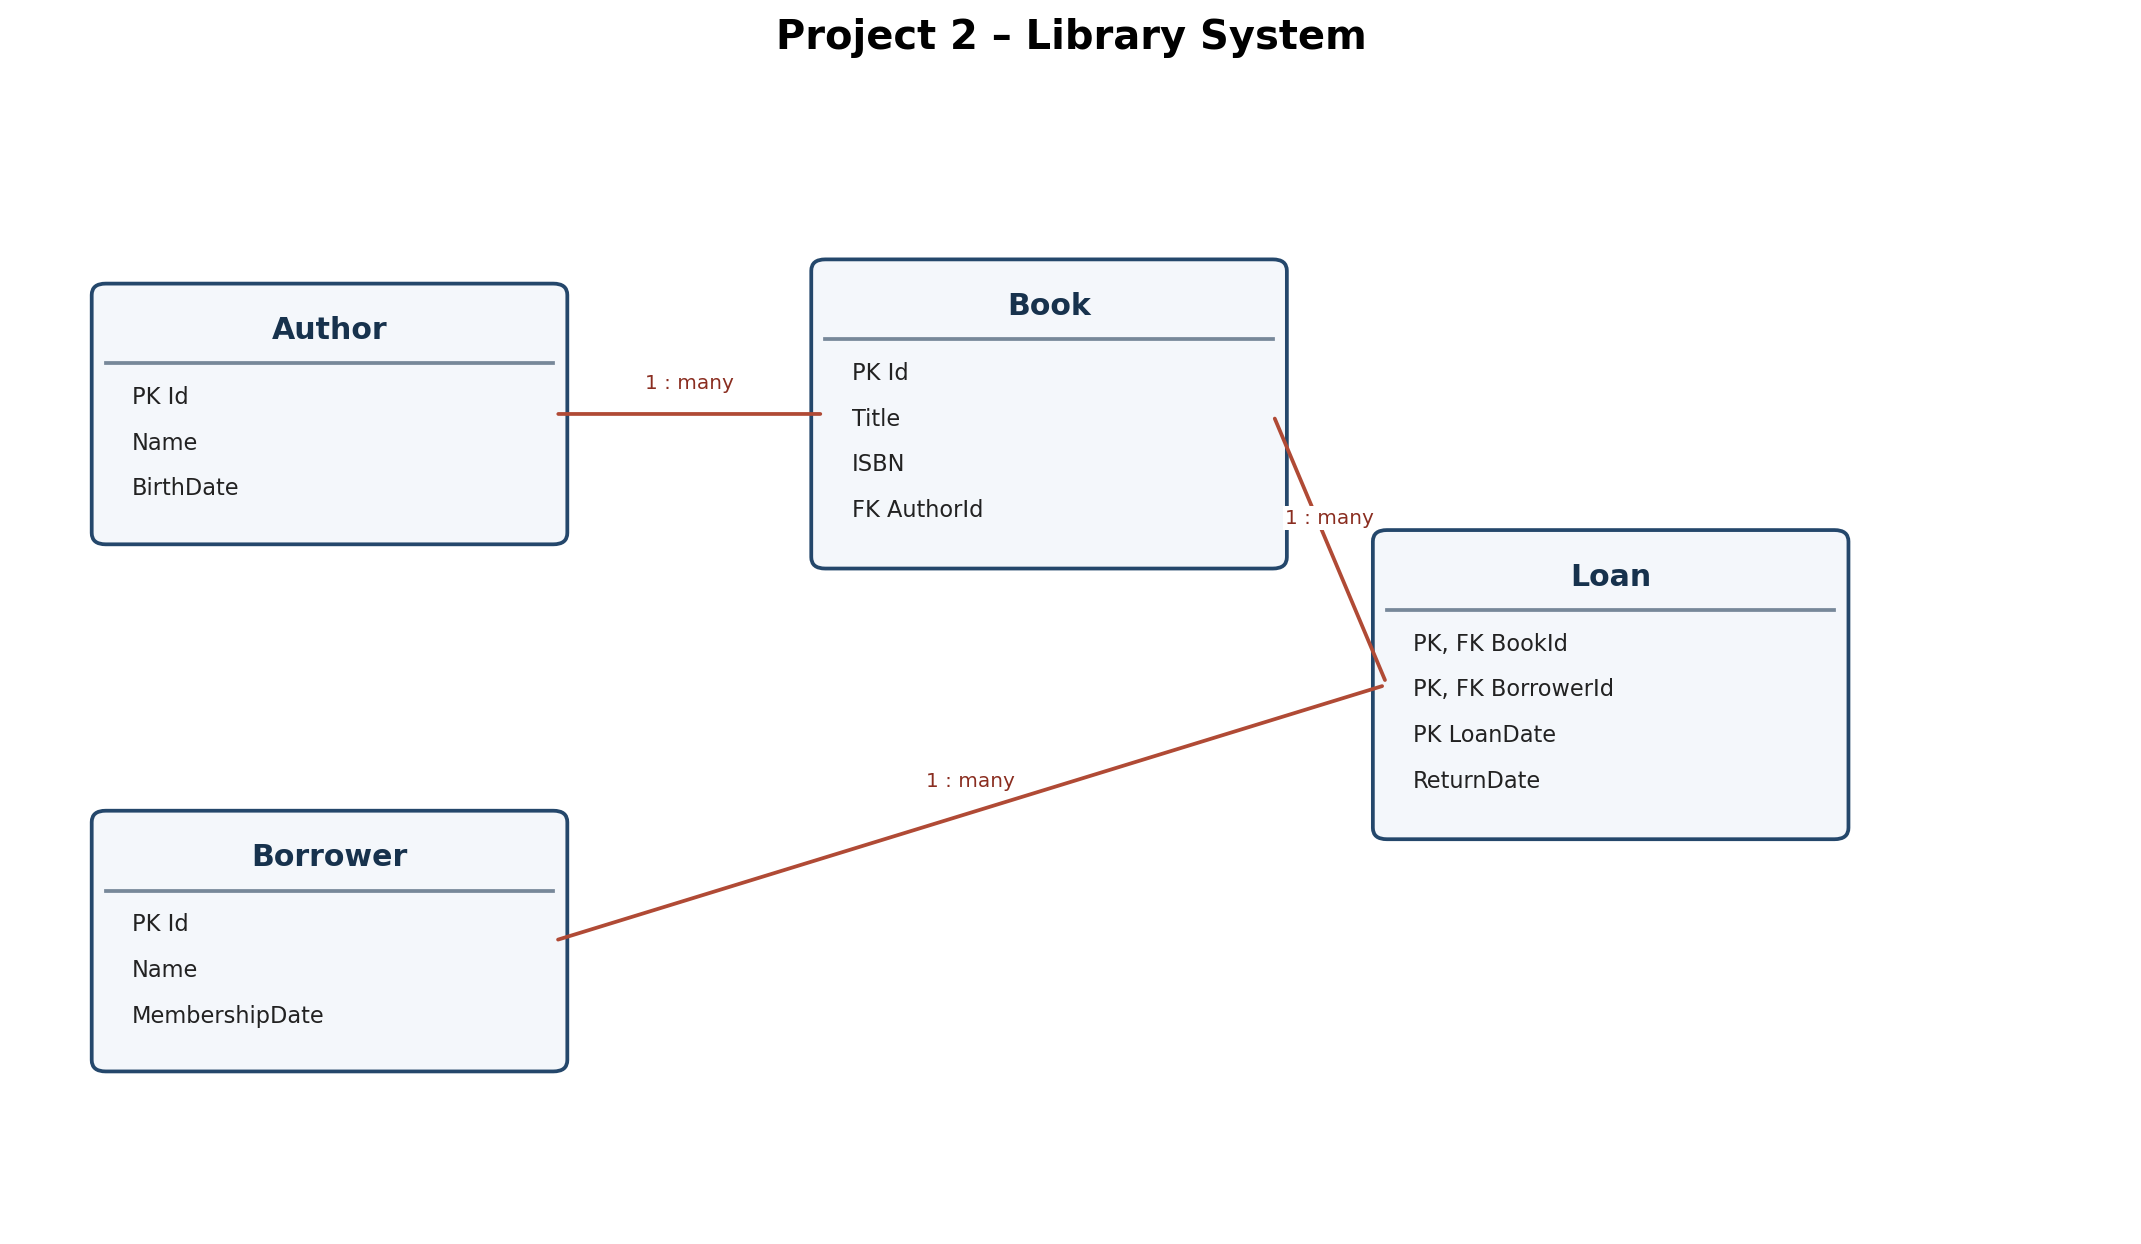 Project 2 – Library System
Author
PK Id
Name
BirthDate
1 : many
Book
PK Id
Title
ISBN
FK AuthorId
1 : many
Loan
PK, FK BookId
PK, FK BorrowerId
PK LoanDate
ReturnDate
1 : many
Borrower
PK Id
Name
MembershipDate